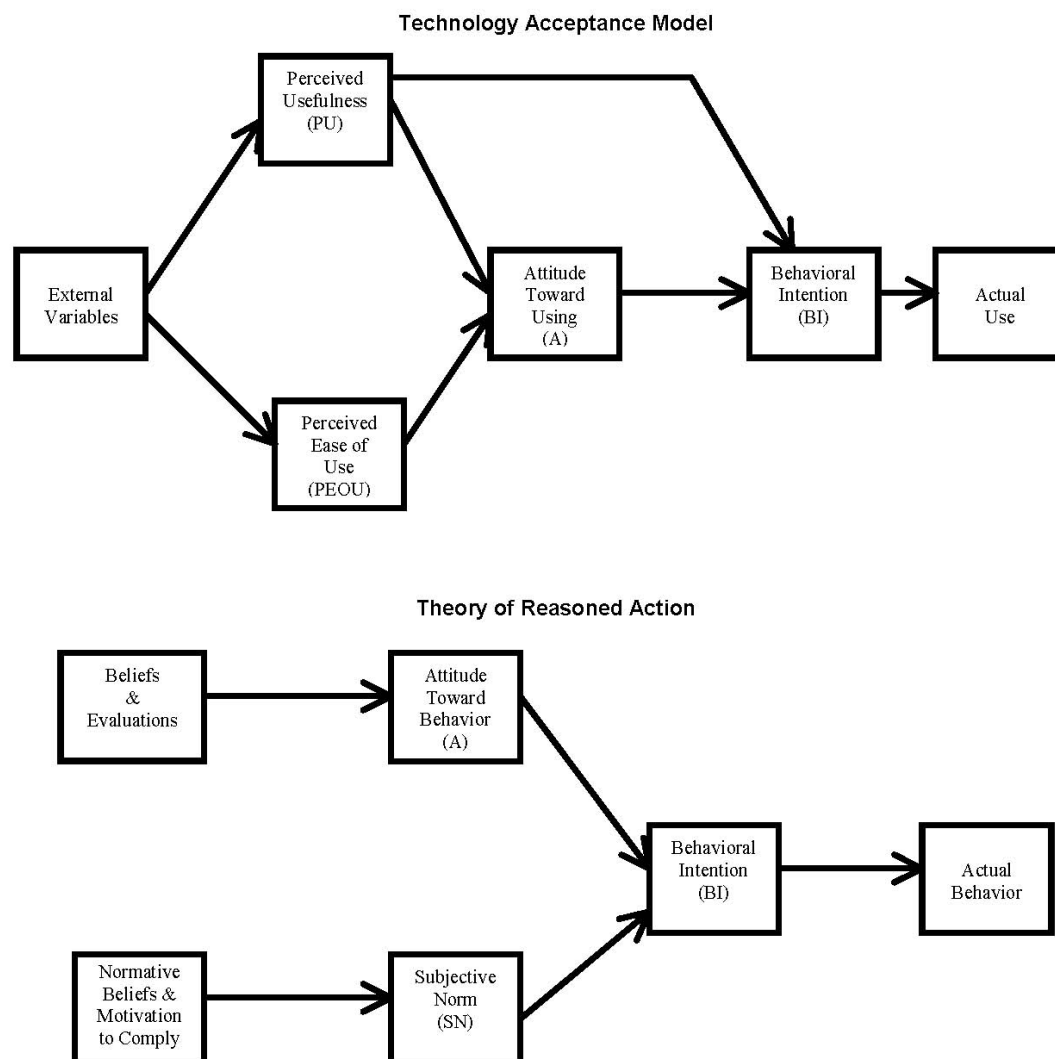 Technology Acceptance Model
Perceived
Usefulness
(PU)
External
Variables
Perceived
Ease of
Use
(PEOU)
Attitude
Toward
Using
(A)
Behavioral
Intention
(BI)
Actual
Use
Theory of Reasoned Action
Beliefs
&
Evaluations
Attitude
Toward
Behavior
(A)
Normative
Beliefs &
Motivation
to Comply
Subjective
Norm
(SN)
Behavioral
Intention
(BI)
Actual
Behavior